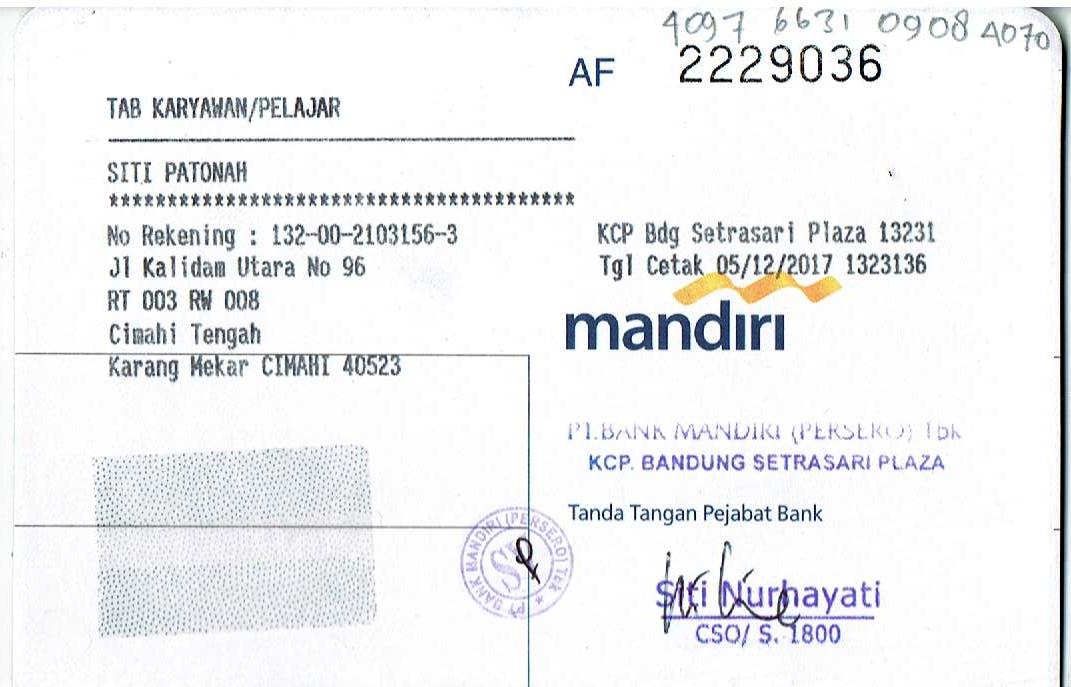 4097 6631 0908 4070
AF 2229036
TAB KARYAWAN/PELAJAR
SITI PATONAH
****************************************
No Rekening : 132-00-2103156-3
Jl Kalidam Utara No 96
RT 003 RW 008
Cimahi Tengah
Karang Mekar CIMAHI 40523
KCP Bdg Setrasari Plaza 13231
Tgl Cetak 05/12/2017 1323136
mandiri
PT.BANK MANDIRI (PERSERO) Tbk
KCP. BANDUNG SETRASARI PLAZA
Tanda Tangan Pejabat Bank
PT BANK MANDIRI (PERSERO) Tbk
Siti Nurhayati
CSO/ S. 1800